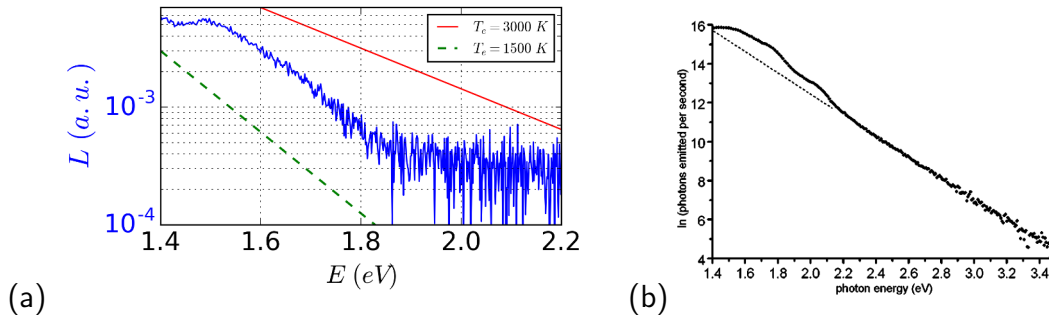 T_e = 3000 K
T_e = 1500 K
L (a. u.)
10^-3
10^-4
1.4 1.6 1.8 2.0 2.2
E (eV)
(a)
ln (photons emitted per second)
16
14
12
10
8
6
4
1.4 1.6 1.8 2.0 2.2 2.4 2.6 2.8 3.0 3.2 3.4
photon energy (eV)
(b)